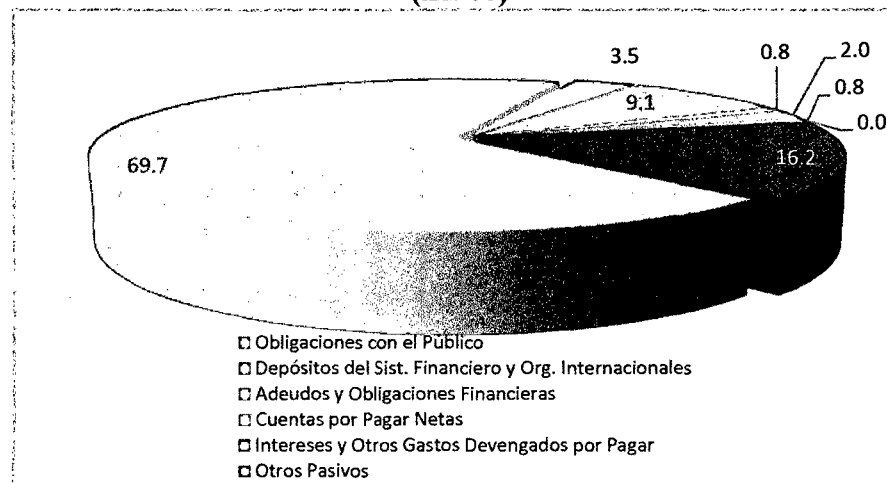 3.5
0.8
2.0
9.1
0.8
0.0
69.7
16.2
Obligaciones con el Público
Depósitos del Sist. Financiero y Org. Internacionales
Adeudos y Obligaciones Financieras
Cuentas por Pagar Netas
Intereses y Otros Gastos Devengados por Pagar
Otros Pasivos